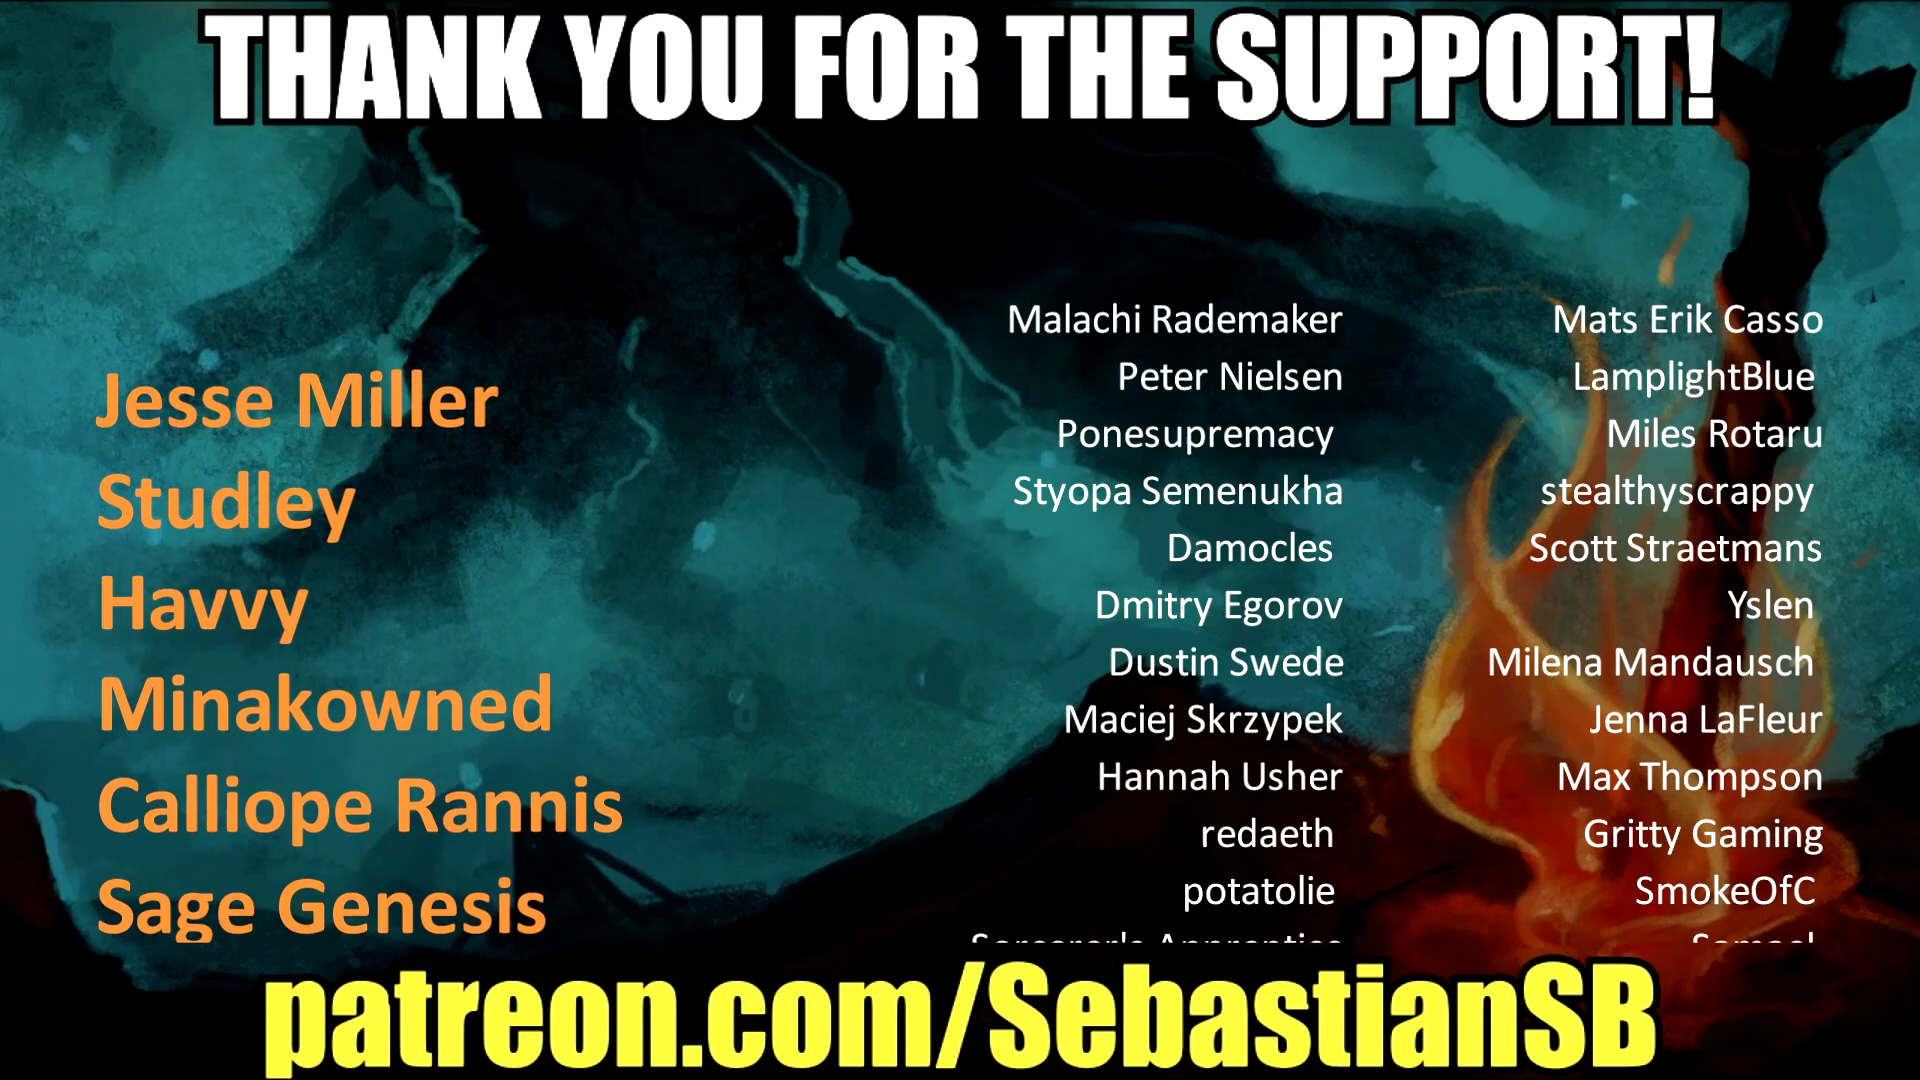 THANK YOU FOR THE SUPPORT!
Jesse Miller
Studley
Havvy
Minakowned
Calliope Rannis
Sage Genesis
Malachi Rademaker
Peter Nielsen
Ponesupremacy
Styopa Semenukha
Damocles
Dmitry Egorov
Dustin Swede
Maciej Skrzypek
Hannah Usher
redaeth
potatolie
Sorcerer's Apprentice
Mats Erik Casso
LamplightBlue
Miles Rotaru
stealthyscrappy
Scott Straetmans
Yslen
Milena Mandausch
Jenna LaFleur
Max Thompson
Gritty Gaming
SmokeOfC
patreon.com/SebastianSB